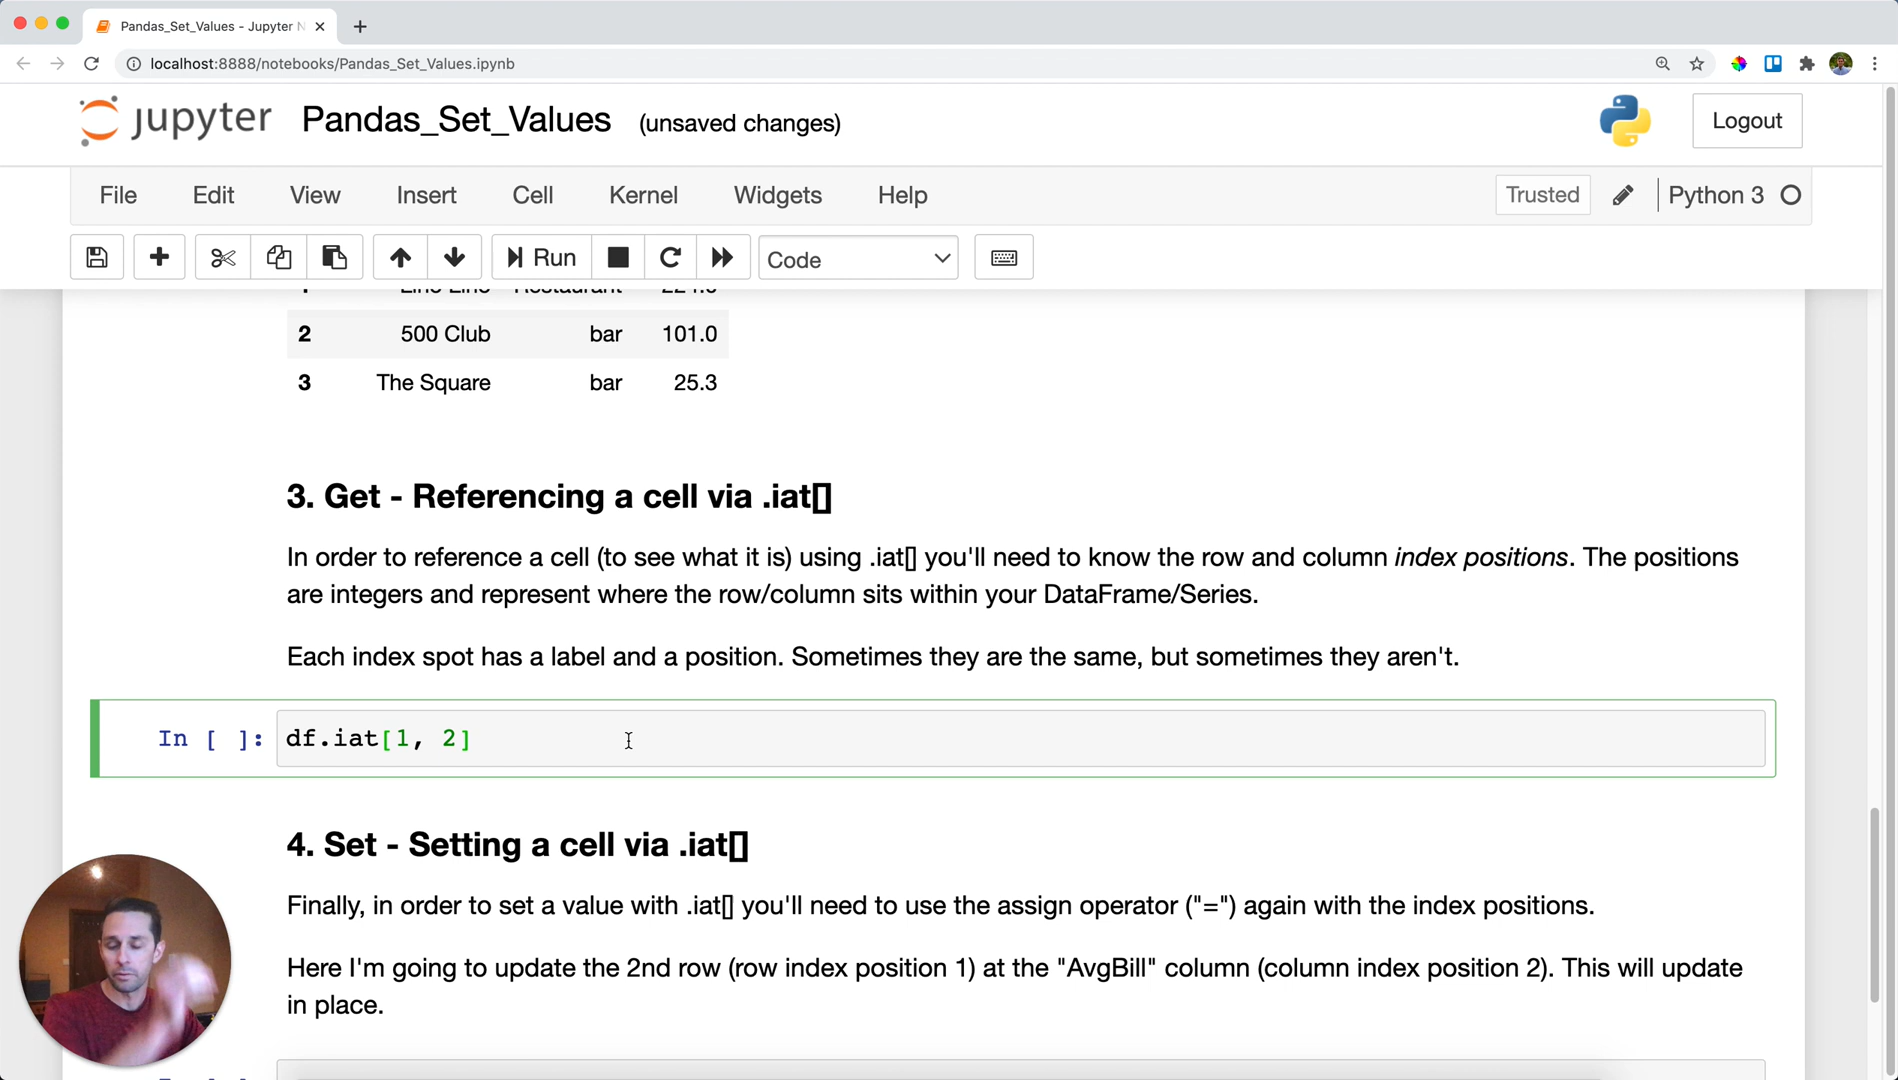 Pandas_Set_Values - Jupyter N
localhost:8888/notebooks/Pandas_Set_Values.ipynb
jupyter Pandas_Set_Values (unsaved changes) Logout
File Edit View Insert Cell Kernel Widgets Help Trusted Python 3
Run Code
2 500 Club bar 101.0
3 The Square bar 25.3
3. Get - Referencing a cell via .iat[]
In order to reference a cell (to see what it is) using .iat[] you'll need to know the row and column index positions. The positions
are integers and represent where the row/column sits within your DataFrame/Series.
Each index spot has a label and a position. Sometimes they are the same, but sometimes they aren't.
In [ ]: df.iat[1, 2]
4. Set - Setting a cell via .iat[]
Finally, in order to set a value with .iat[] you'll need to use the assign operator ("=") again with the index positions.
Here I'm going to update the 2nd row (row index position 1) at the "AvgBill" column (column index position 2). This will update
in place.